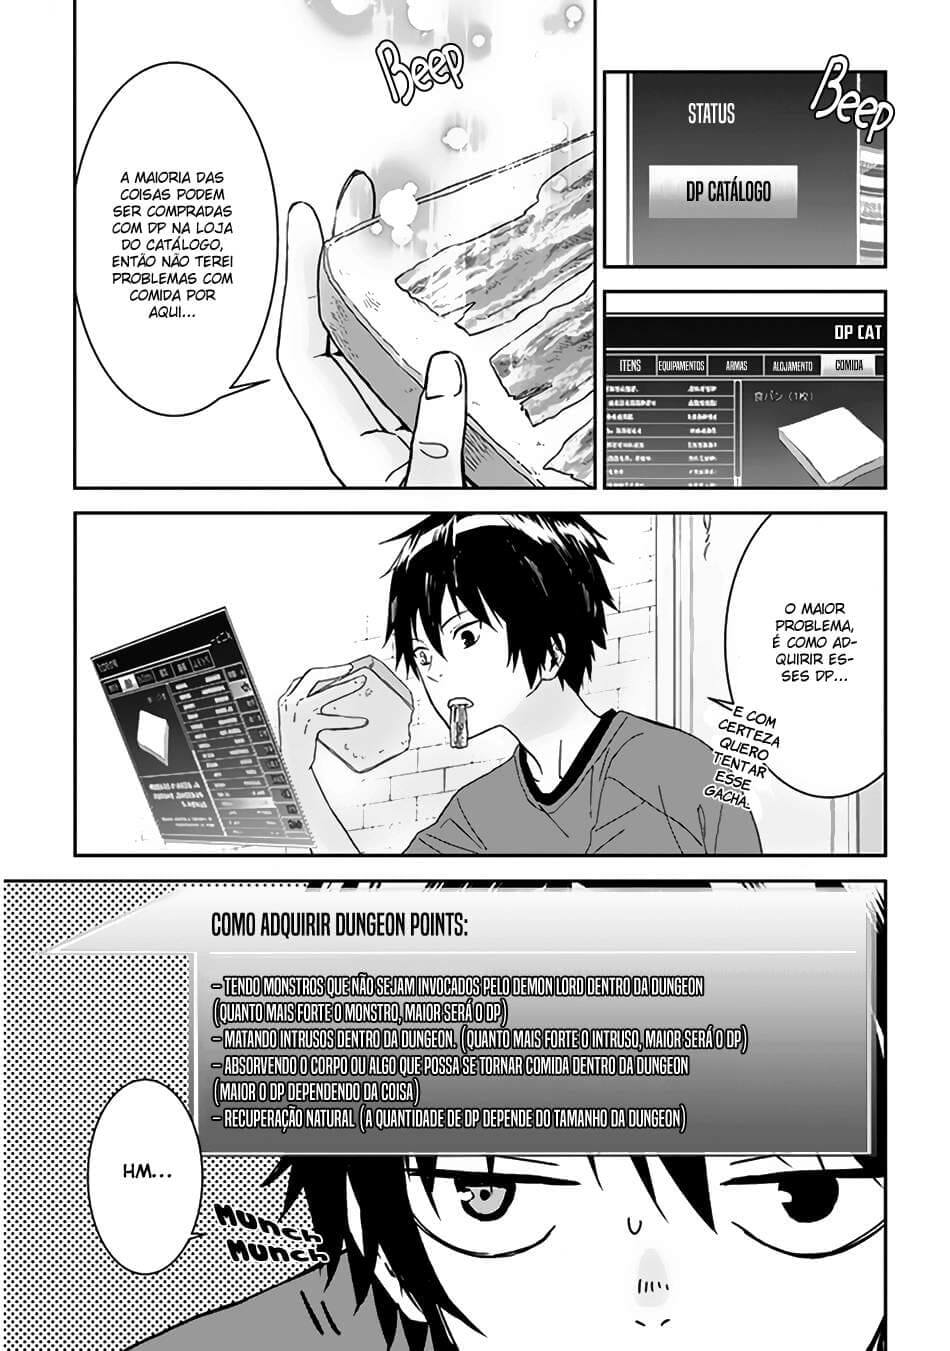 BEEP
STATUS
BEEP
DP CATÁLOGO
A MAIORIA DAS
COISAS PODEM
SER COMPRADAS
COM DP NA LOJA
DO CATÁLOGO,
ENTÃO NÃO TEREI
PROBLEMAS COM
COMIDA POR
AQUI...
DP CAT
ITENS EQUIPAMENTOS ARMAS ALOJAMENTO COMIDA
食パン (1枚)
O MAIOR
PROBLEMA,
É COMO AD-
QUIRIR ES-
SES DP...
E COM
CERTEZA
QUERO
TENTAR
ESSE
GACHA.
COMO ADQUIRIR DUNGEON POINTS:
– TENDO MONSTROS QUE NÃO SEJAM INVOCADOS PELO DEMON LORD DENTRO DA DUNGEON
(QUANTO MAIS FORTE O MONSTRO, MAIOR SERÁ O DP)
– MATANDO INTRUSOS DENTRO DA DUNGEON. (QUANTO MAIS FORTE O INTRUSO, MAIOR SERÁ O DP)
– ABSORVENDO O CORPO OU ALGO QUE POSSA SE TORNAR COMIDA DENTRO DA DUNGEON
(MAIOR O DP DEPENDENDO DA COISA)
– RECUPERAÇÃO NATURAL (A QUANTIDADE DE DP DEPENDE DO TAMANHO DA DUNGEON)
HM...
MUNCH
MUNCH